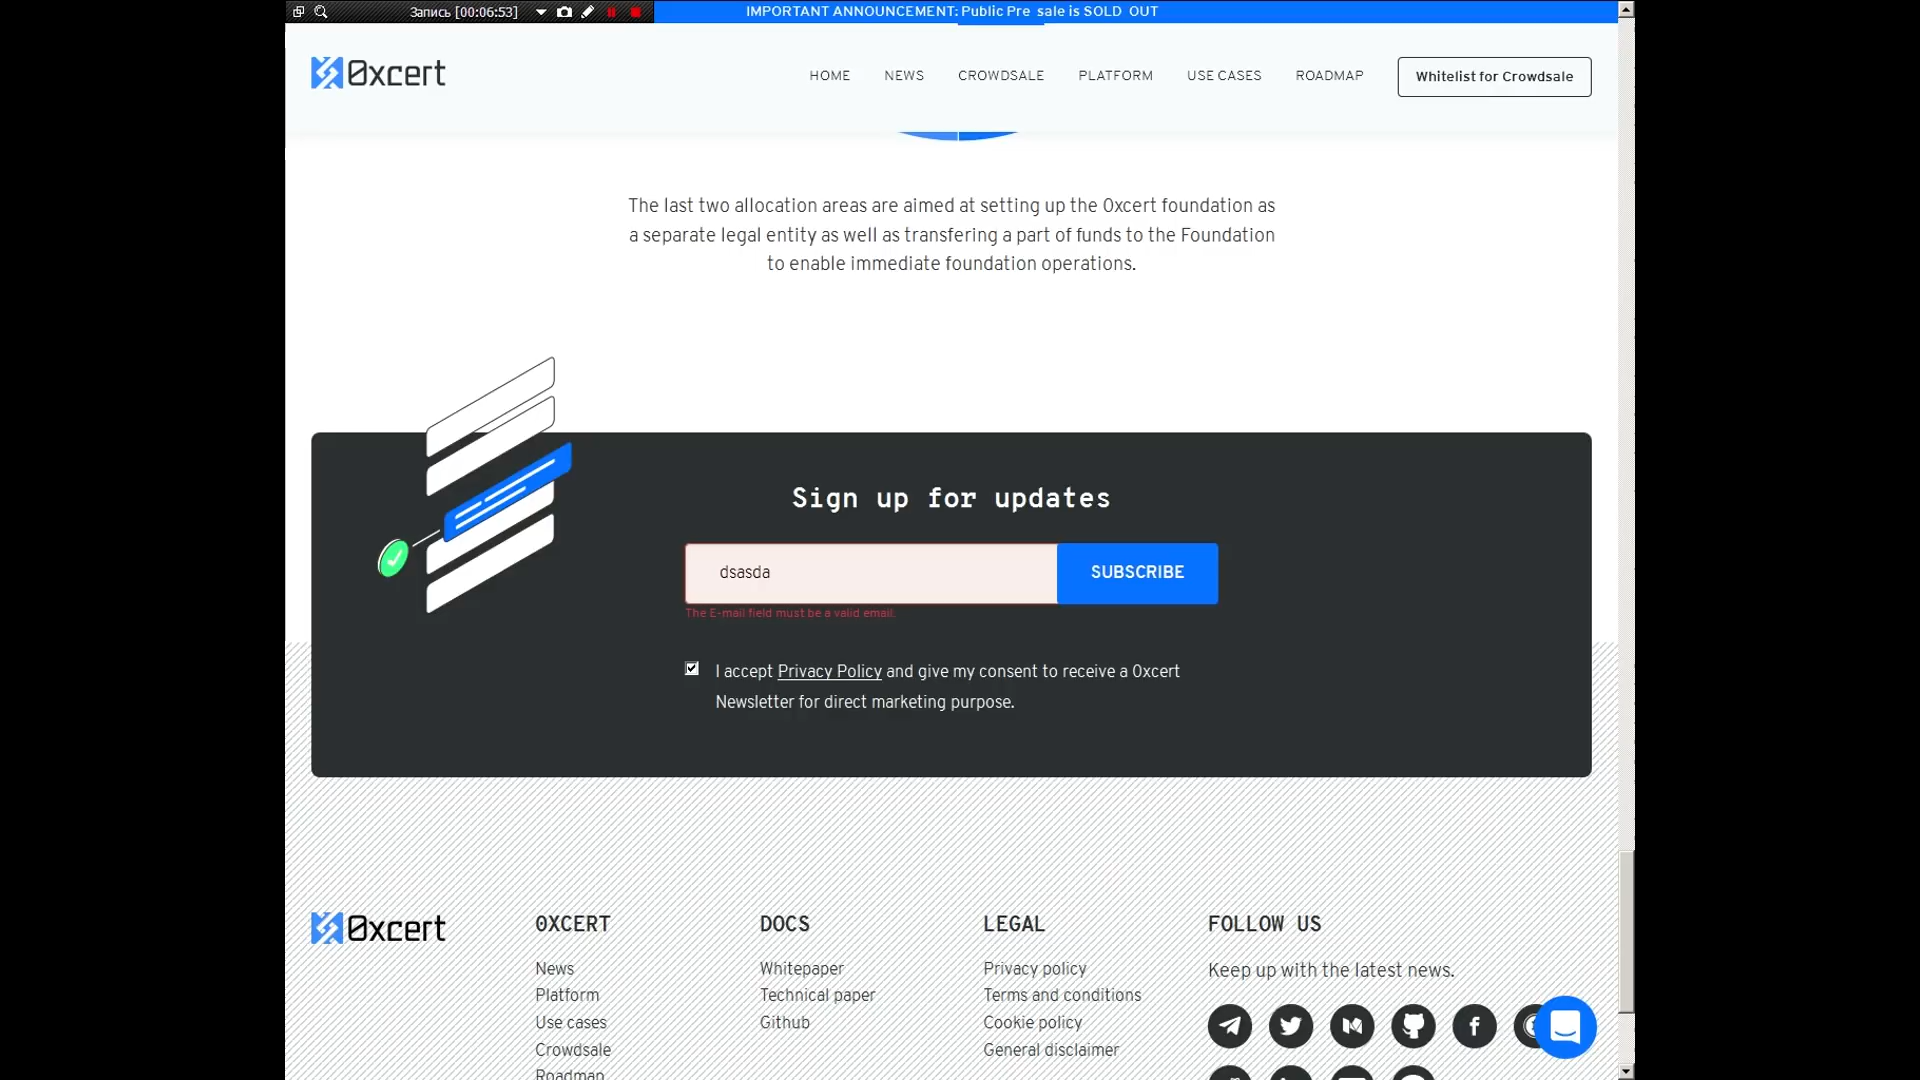 Запись [00:06:53]
IMPORTANT ANNOUNCEMENT: Public Pre sale is SOLD OUT
0xcert
HOME NEWS CROWDSALE PLATFORM USE CASES ROADMAP Whitelist for Crowdsale
The last two allocation areas are aimed at setting up the 0xcert foundation as
a separate legal entity as well as transfering a part of funds to the Foundation
to enable immediate foundation operations.
Sign up for updates
dsasda SUBSCRIBE
The E-mail field must be a valid email.
I accept Privacy Policy and give my consent to receive a 0xcert
Newsletter for direct marketing purpose.
0xcert
0XCERT
News
Platform
Use cases
Crowdsale
Roadmap
DOCS
Whitepaper
Technical paper
Github
LEGAL
Privacy policy
Terms and conditions
Cookie policy
General disclaimer
FOLLOW US
Keep up with the latest news.